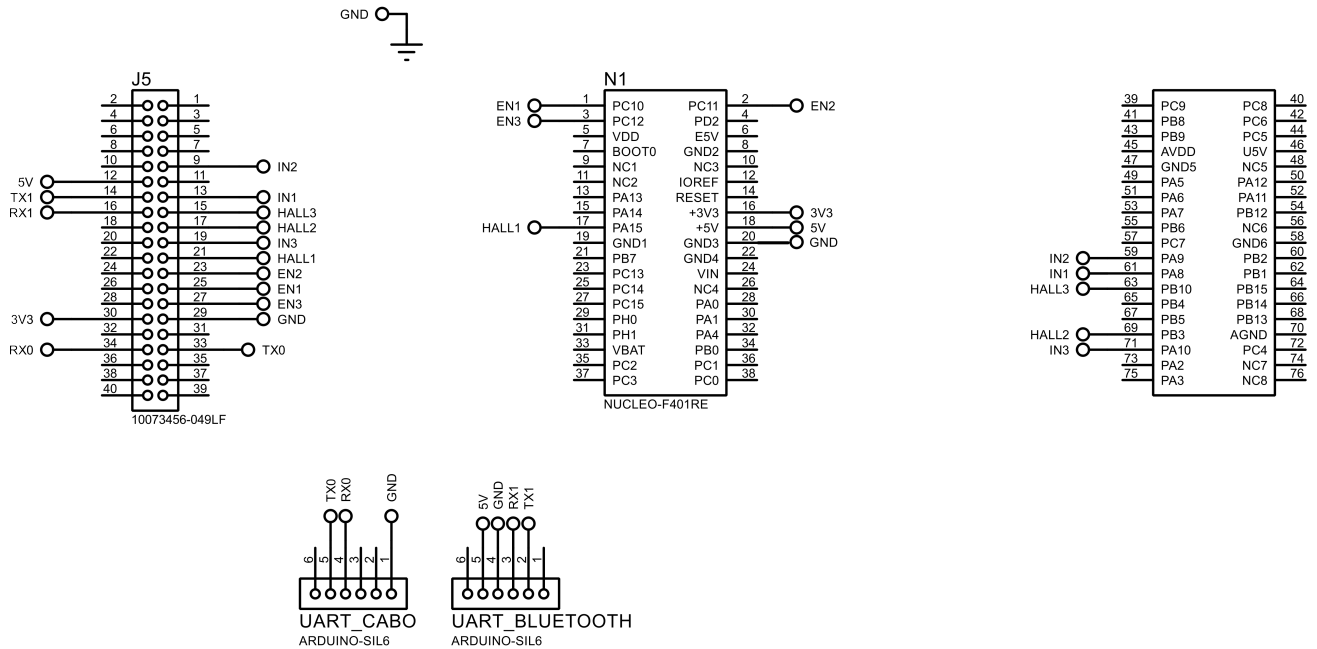 GND
J5
2 1
4 3
6 5
8 7
10 9 IN2
5V 12 11
TX1 14 13 IN1
RX1 16 15 HALL3
18 17 HALL2
20 19 IN3
22 21 HALL1
24 23 EN2
26 25 EN1
28 27 EN3
3V3 30 29 GND
32 31
RX0 34 33 TX0
36 35
38 37
40 39
10073456-049LF
N1
EN1 1 PC10 PC11 2 EN2
EN3 3 PC12 PD2 4
5 VDD E5V 6
7 BOOT0 GND2 8
9 NC1 NC3 10
11 NC2 IOREF 12
13 PA13 RESET 14
15 PA14 +3V3 16 3V3
HALL1 17 PA15 +5V 18 5V
19 GND1 GND3 20 GND
21 PB7 GND4 22
23 PC13 VIN 24
25 PC14 NC4 26
27 PC15 PA0 28
29 PH0 PA1 30
31 PH1 PA4 32
33 VBAT PB0 34
35 PC2 PC1 36
37 PC3 PC0 38
NUCLEO-F401RE
39 PC9 PC8 40
41 PB8 PC6 42
43 PB9 PC5 44
45 AVDD U5V 46
47 GND5 NC5 48
49 PA5 PA12 50
51 PA6 PA11 52
53 PA7 PB12 54
55 PB6 NC6 56
57 PC7 GND6 58
IN2 59 PA9 PB2 60
IN1 61 PA8 PB1 62
HALL3 63 PB10 PB15 64
65 PB4 PB14 66
67 PB5 PB13 68
HALL2 69 PB3 AGND 70
IN3 71 PA10 PC4 72
73 PA2 NC7 74
75 PA3 NC8 76
TX0 RX0 GND
6 5 4 3 2 1
UART_CABO
ARDUINO-SIL6
5V GND RX1 TX1
6 5 4 3 2 1
UART_BLUETOOTH
ARDUINO-SIL6